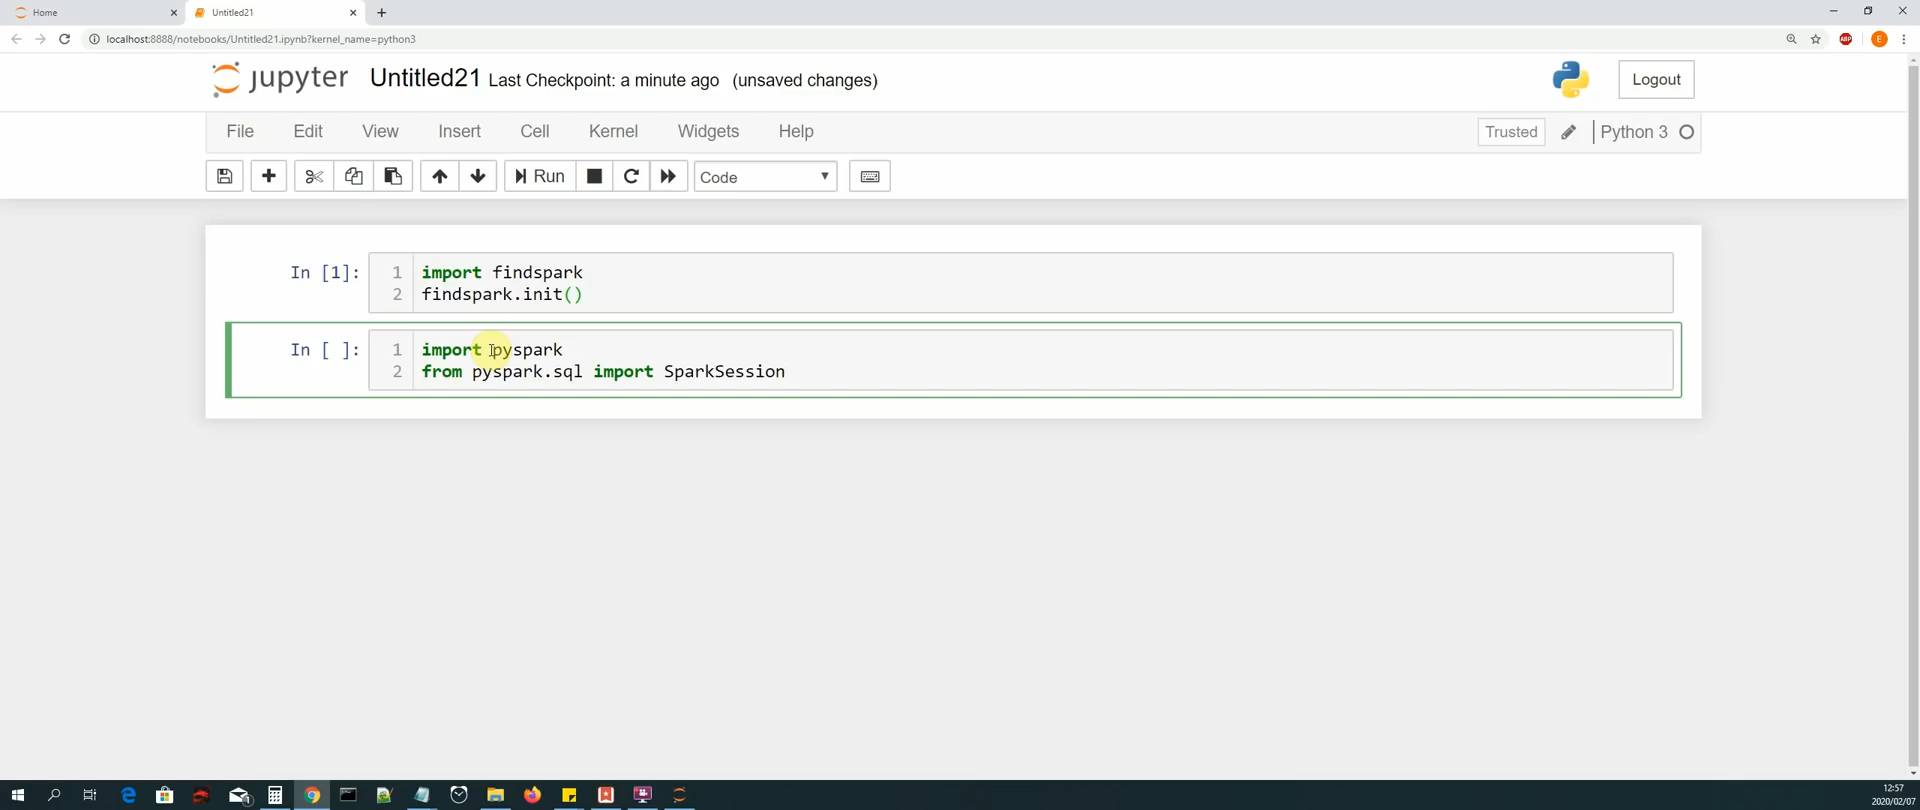 Home
Untitled21
localhost:8888/notebooks/Untitled21.ipynb?kernel_name=python3
ABP
E
jupyter Untitled21 Last Checkpoint: a minute ago (unsaved changes)
Logout
File Edit View Insert Cell Kernel Widgets Help
Trusted
Python 3
Run
Code
In [1]:
1 import findspark
2 findspark.init()
In [ ]:
1 import pyspark
2 from pyspark.sql import SparkSession
12:57
2020/02/07